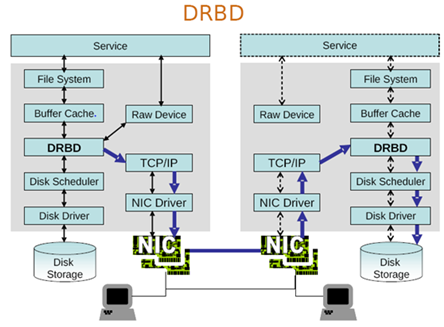 DRBD
Service
File System
Buffer Cache.
Raw Device
DRBD
TCP/IP
Disk Scheduler
NIC Driver
Disk Driver
NIC
Disk
Storage
Service
File System
Raw Device
Buffer Cache
TCP/IP
DRBD
Disk Scheduler
NIC Driver
Disk Driver
NIC
Disk
Storage